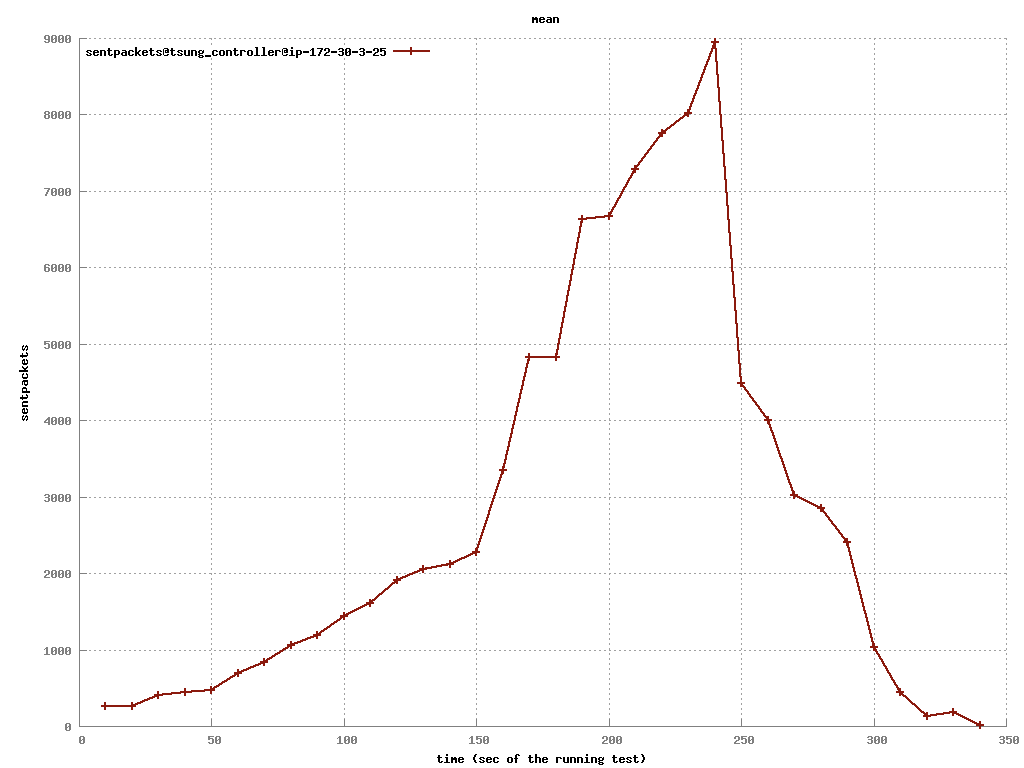 mean
sentpackets@tsung_controller@ip-172-30-3-25
9000
8000
7000
6000
5000
4000
3000
2000
1000
0
sentpackets
0 50 100 150 200 250 300 350
time (sec of the running test)